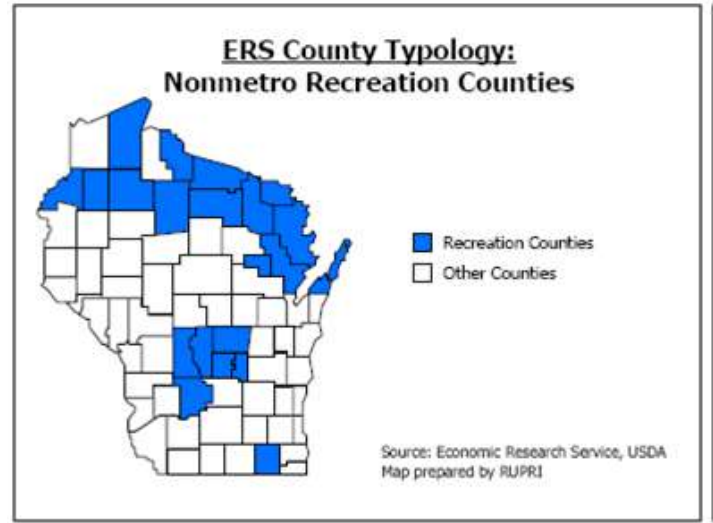 ERS County Typology:
Nonmetro Recreation Counties
Recreation Counties
Other Counties
Source: Economic Research Service, USDA
Map prepared by RUPRI